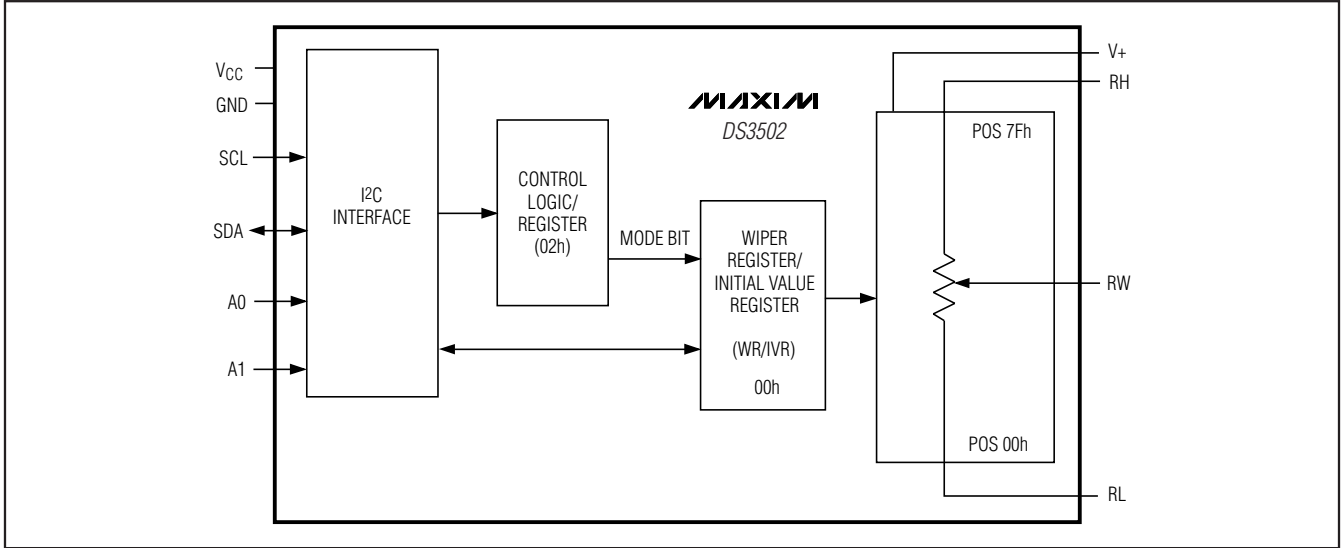 VCC
GND
SCL
SDA
A0
A1
I2C
INTERFACE
CONTROL
LOGIC/
REGISTER
(02h)
MODE BIT
MAXIM
DS3502
WIPER
REGISTER/
INITIAL VALUE
REGISTER
(WR/IVR)
00h
POS 7Fh
POS 00h
V+
RH
RW
RL